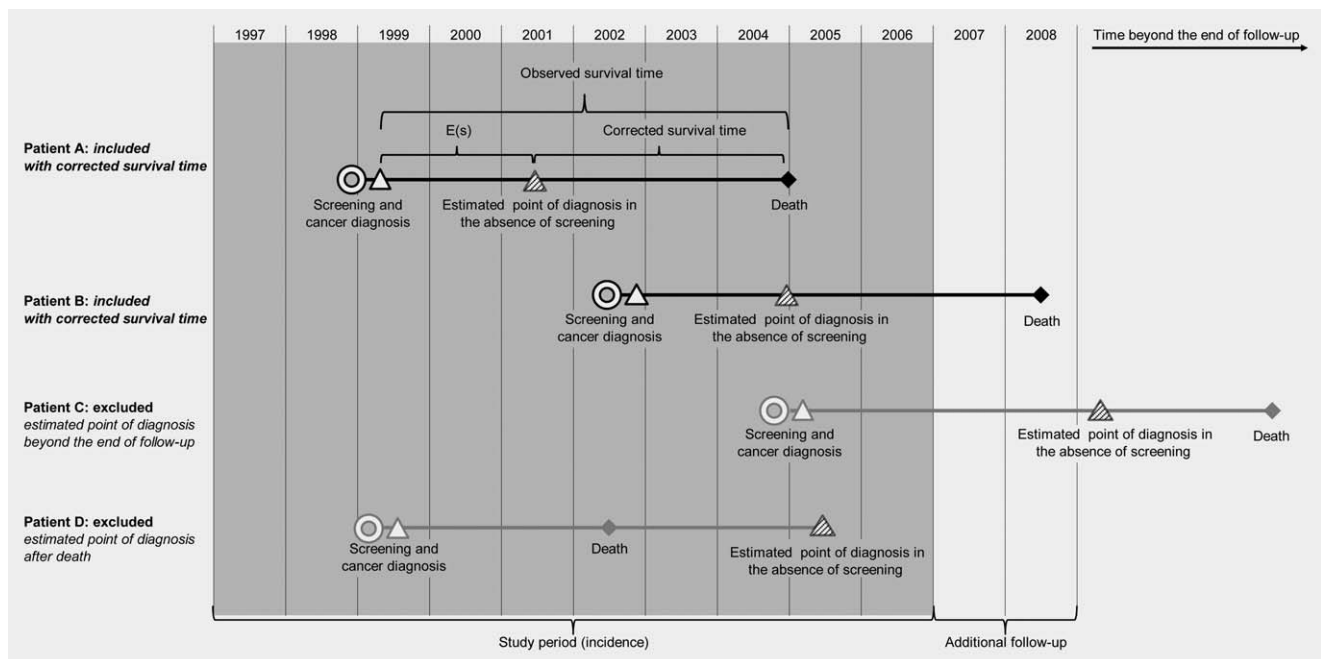 1997 1998 1999 2000 2001 2002 2003 2004 2005 2006 2007 2008 Time beyond the end of follow-up
Observed survival time
E(s) Corrected survival time
Patient A: included
with corrected survival time
Screening and
cancer diagnosis
Estimated point of diagnosis in
the absence of screening
Death
Patient B: included
with corrected survival time
Screening and
cancer diagnosis
Estimated point of diagnosis in
the absence of screening
Death
Patient C: excluded
estimated point of diagnosis
beyond the end of follow-up
Screening and
cancer diagnosis
Estimated point of diagnosis in
the absence of screening
Death
Patient D: excluded
estimated point of diagnosis
after death
Screening and
cancer diagnosis
Death
Estimated point of diagnosis in
the absence of screening
Study period (incidence) Additional follow-up